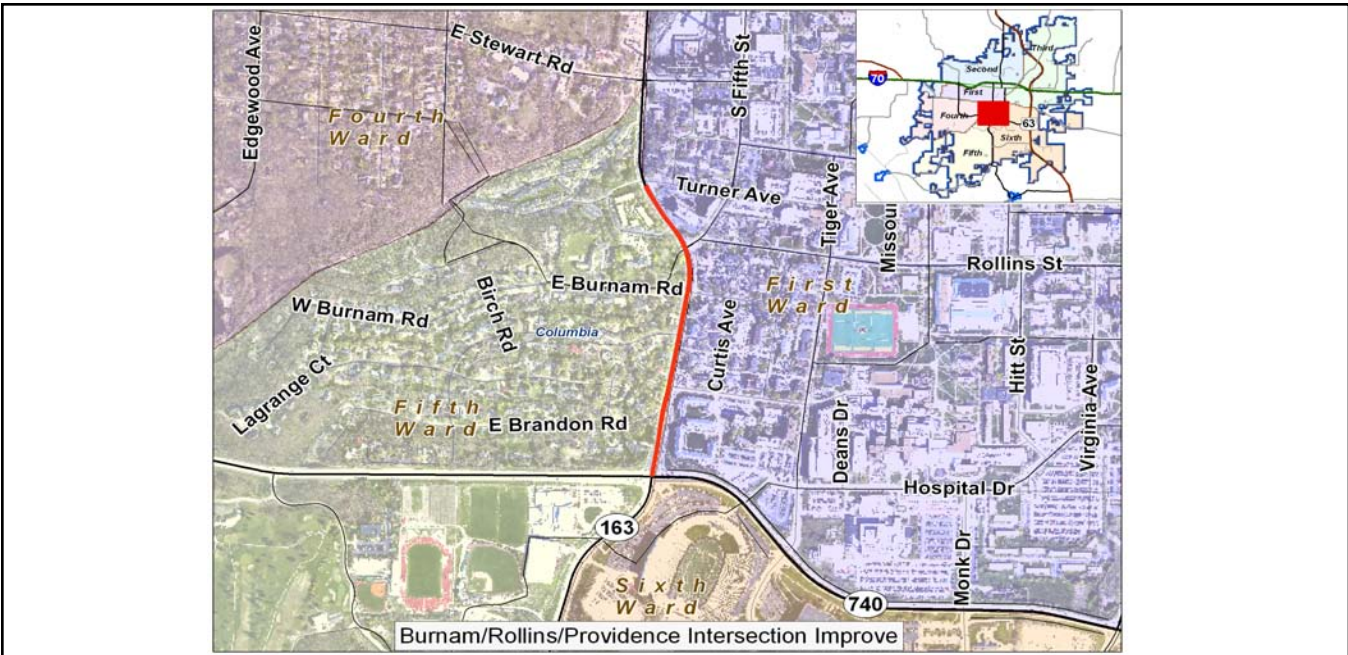 Edgewood Ave
E Stewart Rd
S Fifth St
Fourth
Ward
Turner Ave
Tiger Ave
Missour
Rollins St
E Burnam Rd
W Burnam Rd
Birch Rd
Columbia
First
Ward
Curtis Ave
Hitt St
Virginia Ave
Lagrange Ct
Fifth
Ward
E Brandon Rd
Deans Dr
Hospital Dr
163
Monk Dr
Sixth
Ward
740
Burnam/Rollins/Providence Intersection Improve
Third
Second
70
First
Fourth
63
Sixth
Fifth